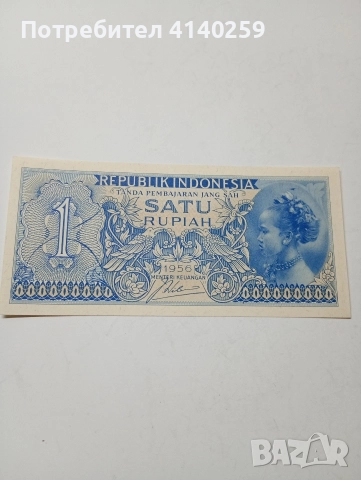 Потребител 4140259
REPUBLIK INDONESIA
TANDA PEMBAJARAN JANG SAH
SATU
RUPIAH
1
1956
MENTERI KEUANGAN
BAZAR